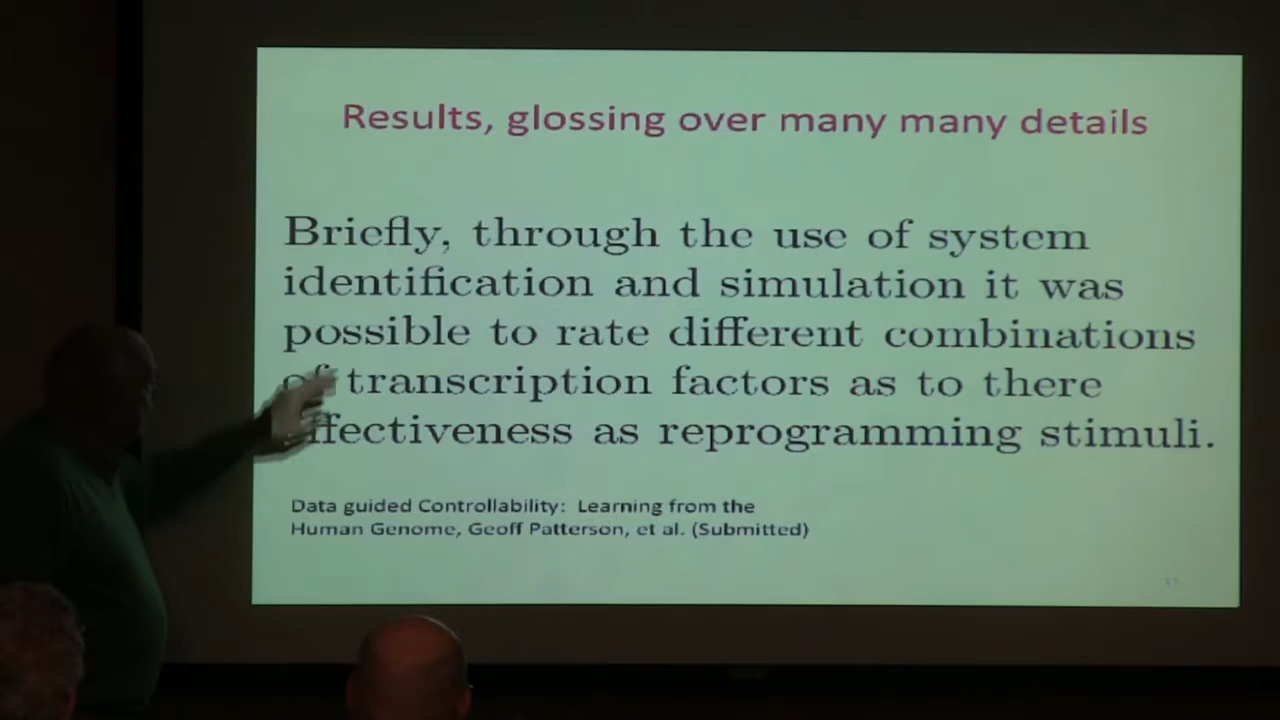 Results, glossing over many many details
Briefly, through the use of system
identification and simulation it was
possible to rate different combinations
of transcription factors as to there
effectiveness as reprogramming stimuli.
Data guided Controllability: Learning from the
Human Genome, Geoff Patterson, et al. (Submitted)